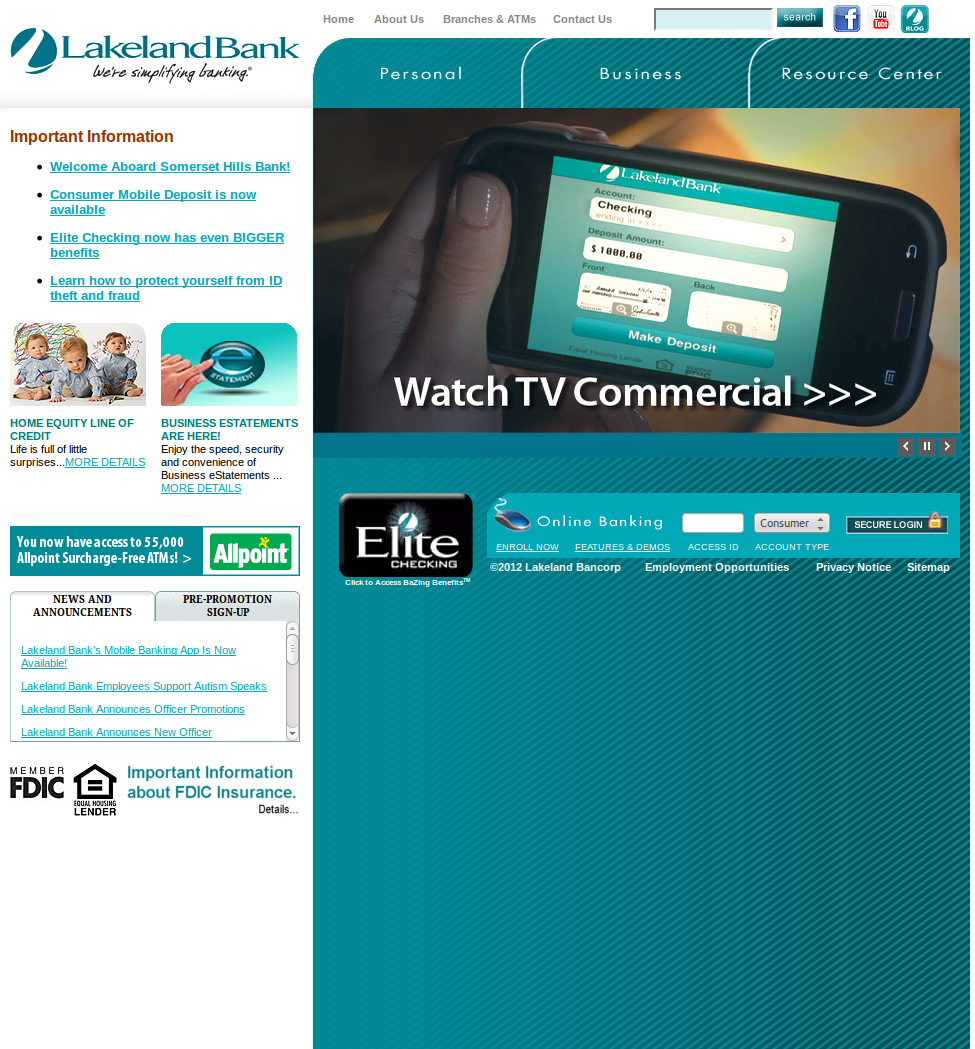 Home About Us Branches & ATMs Contact Us
search
You Tube
BLOG
LakelandBank
We're simplifying banking.®
Personal Business Resource Center
Important Information
Welcome Aboard Somerset Hills Bank!
Consumer Mobile Deposit is now
available
Elite Checking now has even BIGGER
benefits
Learn how to protect yourself from ID
theft and fraud
LakelandBank
Account:
Checking
ending in xxxx
Deposit Amount:
$ 1000.00
Front Back
Make Deposit
Equal Housing Lender
MEMBER
FDIC
Watch TV Commercial >>>
STATEMENT
HOME EQUITY LINE OF
CREDIT
Life is full of little
surprises...MORE DETAILS
BUSINESS ESTATEMENTS
ARE HERE!
Enjoy the speed, security
and convenience of
Business eStatements ...
MORE DETAILS
Elite
CHECKING
Click to Access BaZing Benefits™
Online Banking
Consumer
SECURE LOGIN
ENROLL NOW FEATURES & DEMOS ACCESS ID ACCOUNT TYPE
©2012 Lakeland Bancorp Employment Opportunities Privacy Notice Sitemap
You now have access to 55,000
Allpoint Surcharge-Free ATMs! >
Allpoint
NEWS AND
ANNOUNCEMENTS
PRE-PROMOTION
SIGN-UP
Lakeland Bank's Mobile Banking App Is Now
Available!
Lakeland Bank Employees Support Autism Speaks
Lakeland Bank Announces Officer Promotions
Lakeland Bank Announces New Officer
MEMBER
FDIC
EQUAL HOUSING
LENDER
Important Information
about FDIC Insurance.
Details...